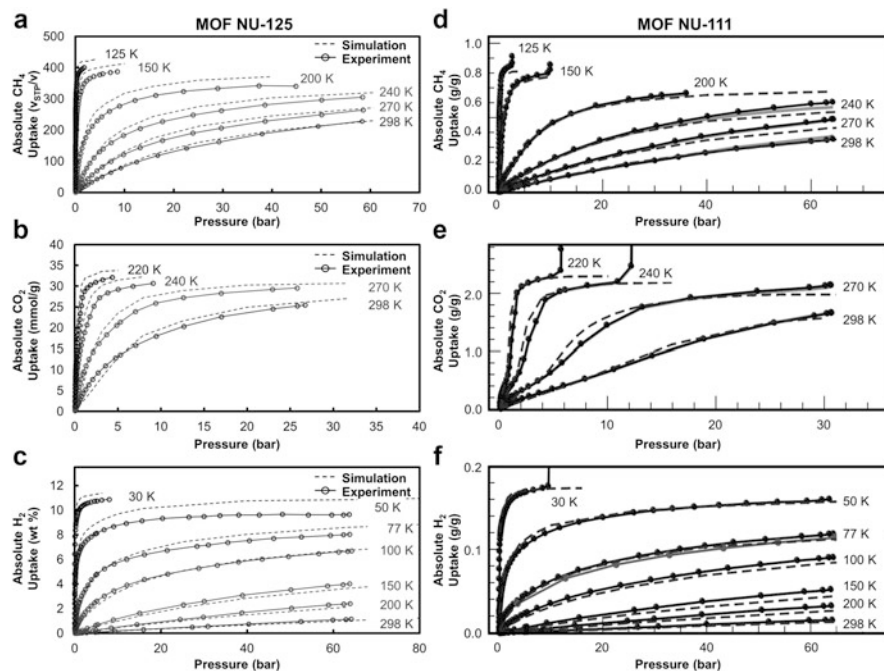 a
MOF NU-125
Absolute CH4
Uptake (vSTP/v)
500
400
300
200
100
0
125 K
150 K
200 K
240 K
270 K
298 K
Simulation
Experiment
0 10 20 30 40 50 60 70
Pressure (bar)
d
MOF NU-111
Absolute CH4
Uptake (g/g)
1.0
0.8
0.6
0.4
0.2
0.0
125 K
150 K
200 K
240 K
270 K
298 K
0 20 40 60
Pressure (bar)
b
Absolute CO2
Uptake (mmol/g)
40
35
30
25
20
15
10
5
0
220 K
240 K
270 K
298 K
Simulation
Experiment
0 5 10 15 20 25 30 35 40
Pressure (bar)
e
Absolute CO2
Uptake (g/g)
2.0
1.0
0.0
220 K
240 K
270 K
298 K
0 10 20 30
Pressure (bar)
c
Absolute H2
Uptake (wt %)
12
10
8
6
4
2
0
30 K
50 K
77 K
100 K
150 K
200 K
298 K
Simulation
Experiment
0 20 40 60 80
Pressure (bar)
f
Absolute H2
Uptake (g/g)
0.2
0.1
0.0
30 K
50 K
77 K
100 K
150 K
200 K
298 K
0 20 40 60
Pressure (bar)